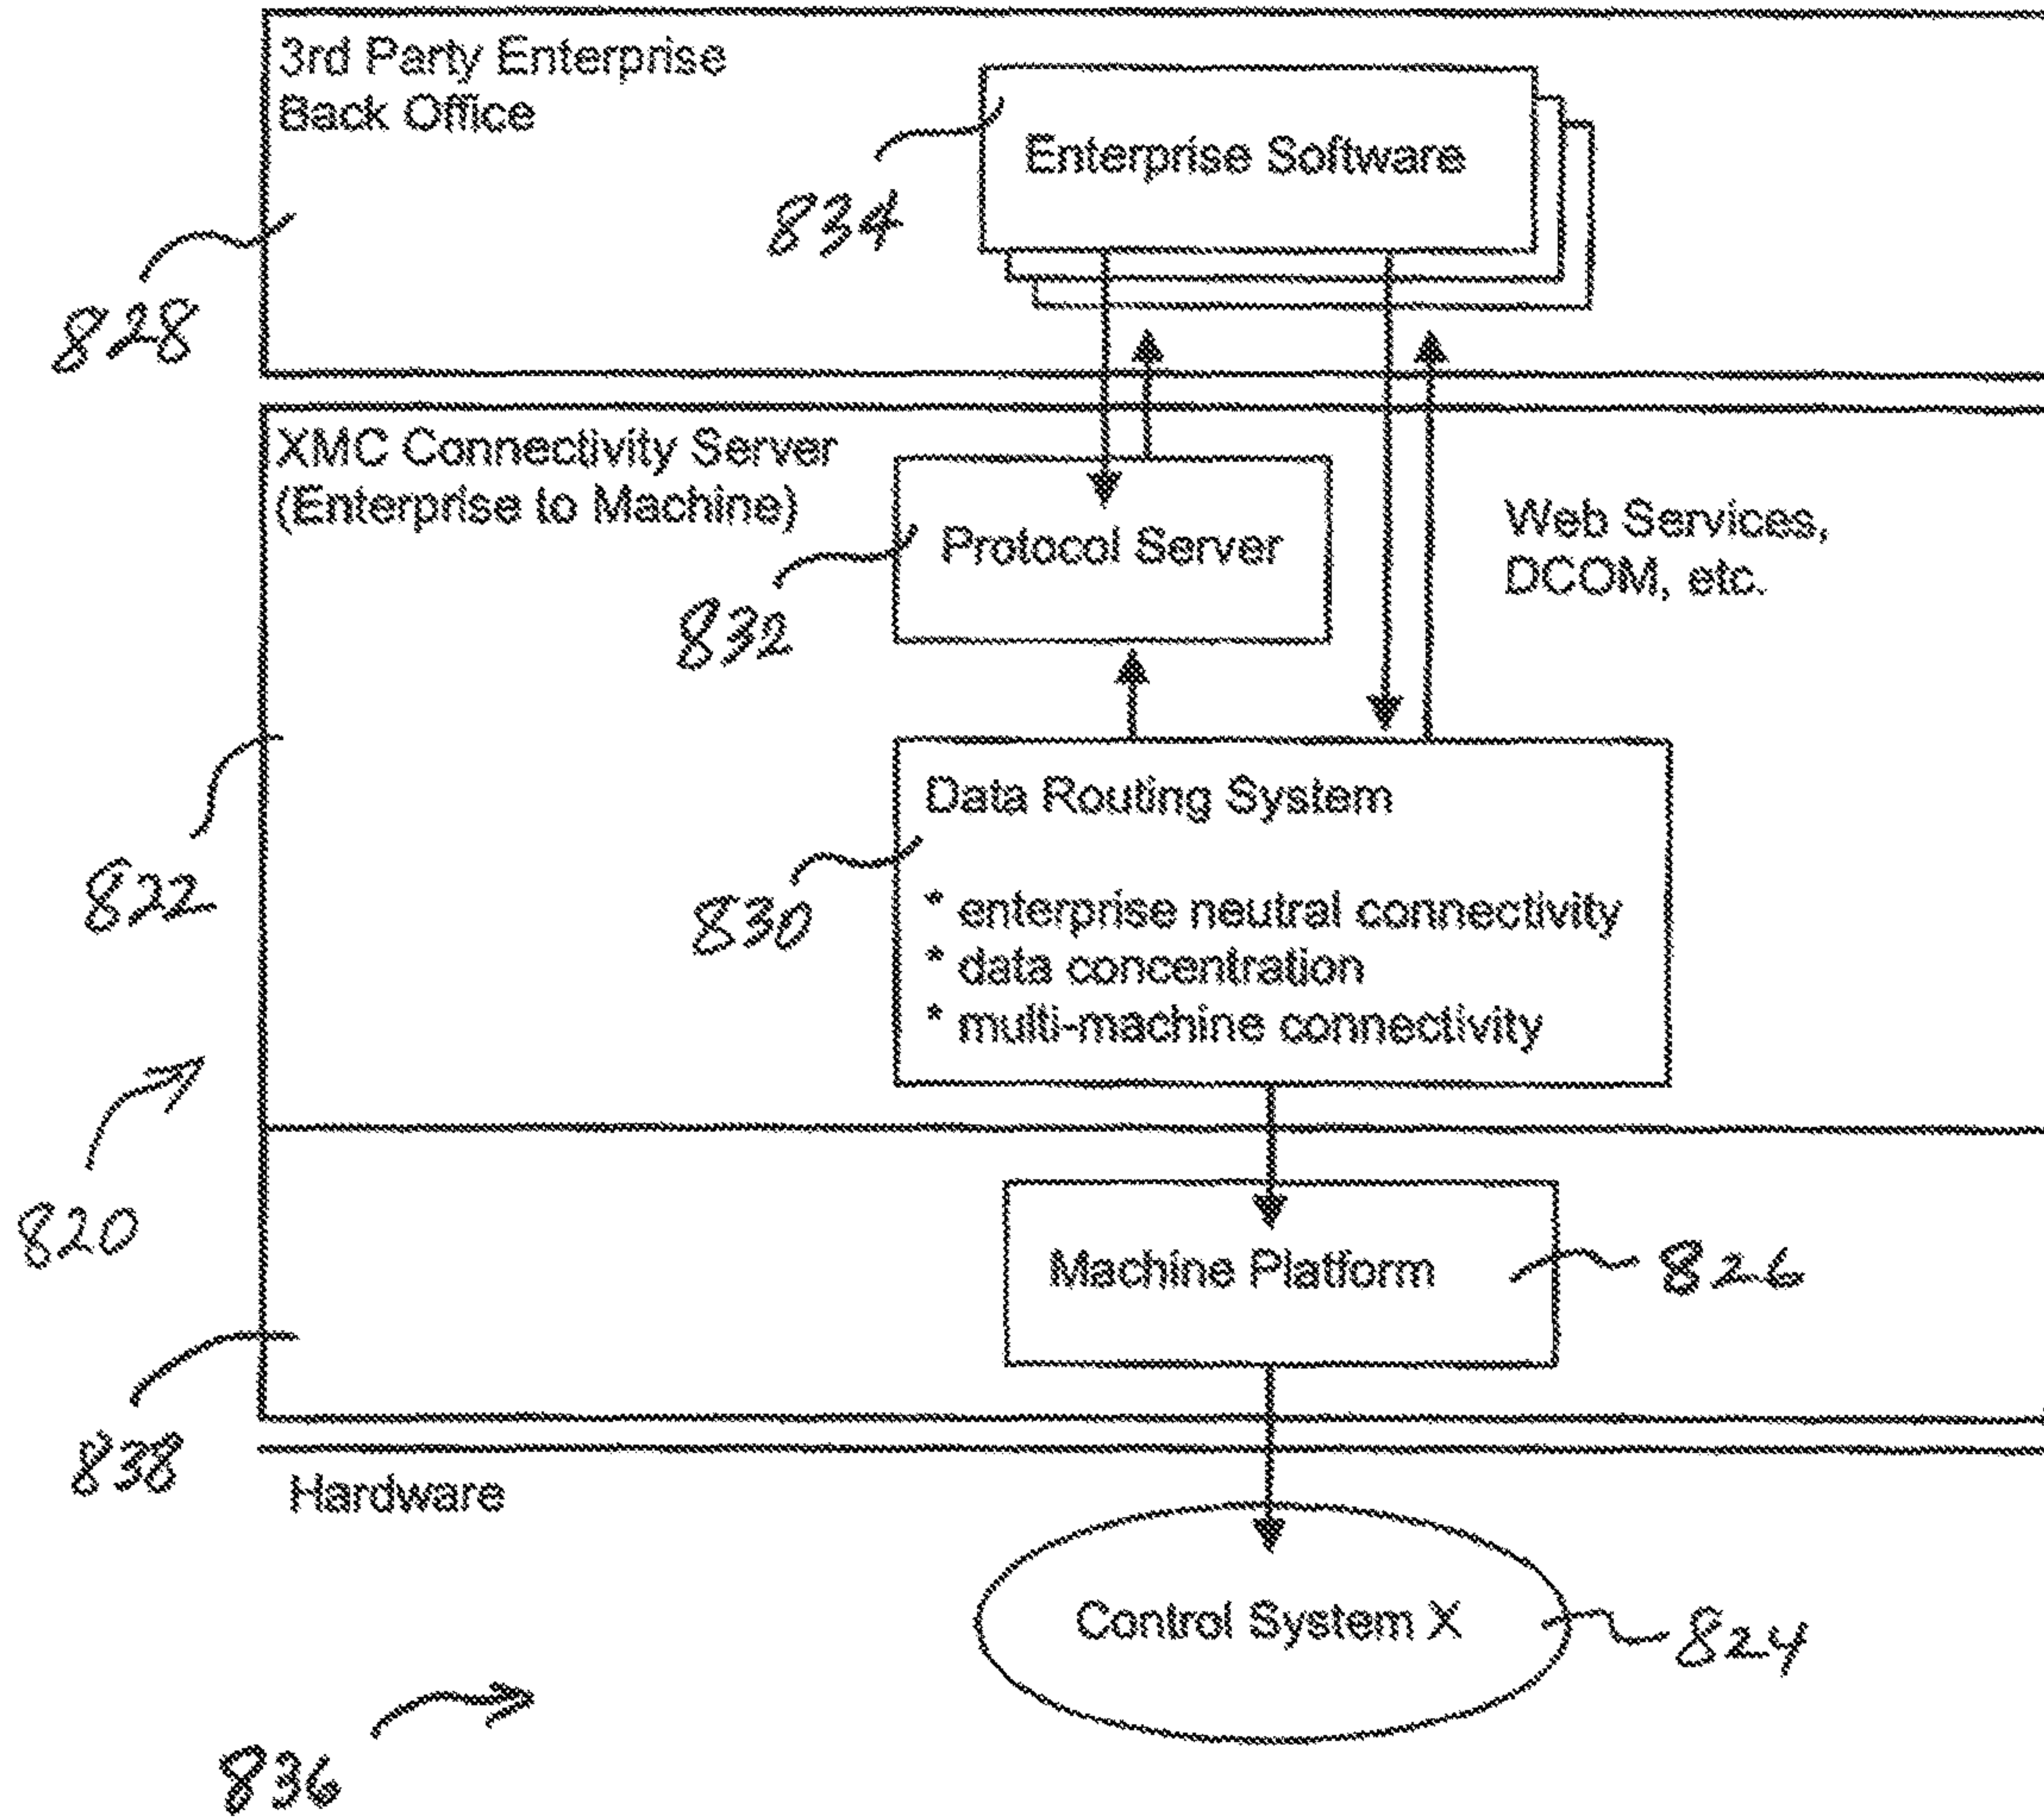 3rd Party Enterprise
Back Office
Enterprise Software
834
828
XMC Connectivity Server
(Enterprise to Machine)
Protocol Server
Web Services,
DCOM, etc.
832
Data Routing System
830
* enterprise neutral connectivity
* data concentration
* multi-machine connectivity
822
820
Machine Platform
826
838
Hardware
Control System X
824
836